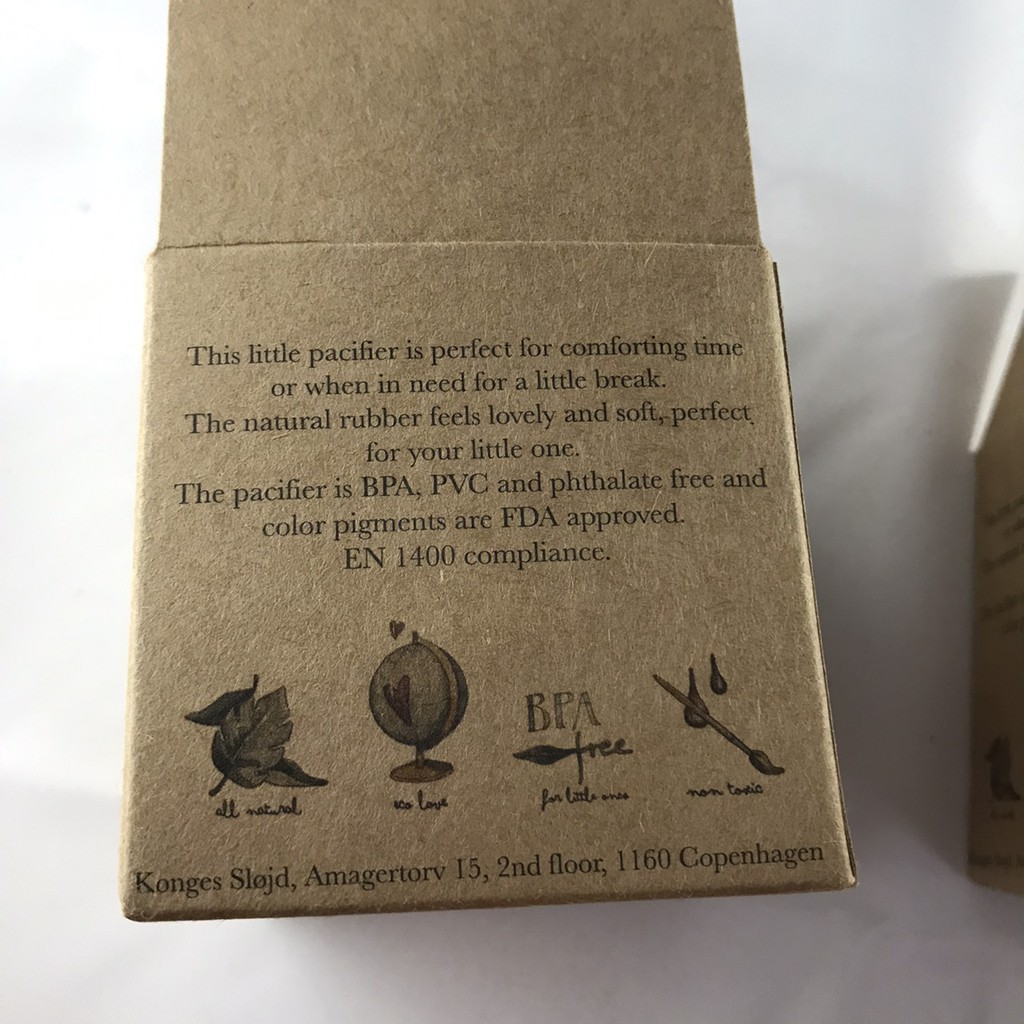 This little pacifier is perfect for comforting time
or when in need for a little break.
The natural rubber feels lovely and soft, perfect
for your little one.
The pacifier is BPA, PVC and phthalate free and
color pigments are FDA approved.
EN 1400 compliance.
all natural
eco love
BPA
free
for little ones
non toxic
Konges Sløjd, Amagertorv 15, 2nd floor, 1160 Copenhagen